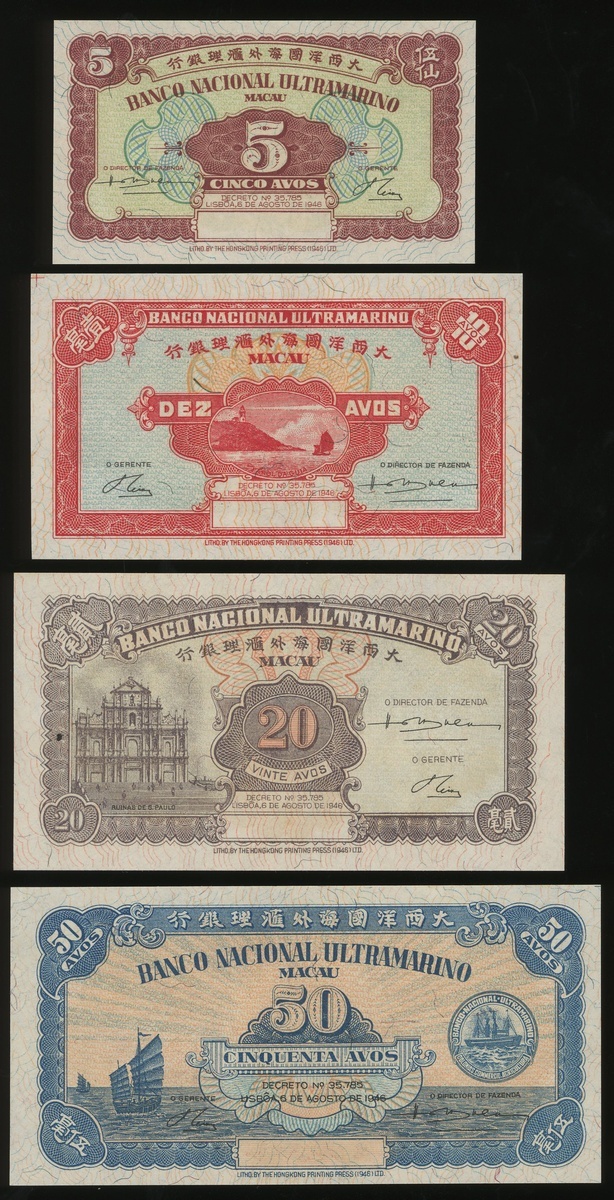 5
伍仙
行銀理滙外海國洋西大
BANCO NACIONAL ULTRAMARINO
MACAU
5
O DIRECTOR DE FAZENDA
O GERENTE
CINCO AVOS
DECRETO Nº 35.785
LISBOA, 6 DE AGOSTO DE 1946
LITHO. BY THE HONGKONG PRINTING PRESS (1946) LTD.
毫壹
BANCO NACIONAL ULTRAMARINO
10 AVOS 10
行銀理滙外海國洋西大
MACAU
DEZ AVOS
O GERENTE
O DIRECTOR DE FAZENDA
DECRETO Nº 35.785
LISBOA, 6 DE AGOSTO DE 1946
LITHO. BY THE HONGKONG PRINTING PRESS (1946) LTD.
毫貳
BANCO NACIONAL ULTRAMARINO
20 AVOS
行銀理滙外海國洋西大
MACAU
O DIRECTOR DE FAZENDA
20
VINTE AVOS
O GERENTE
RUINAS DE S. PAULO
DECRETO Nº 35.785
LISBOA, 6 DE AGOSTO DE 1946
20
毫貳
LITHO. BY THE HONGKONG PRINTING PRESS (1946) LTD.
50 AVOS
行銀理滙外海國洋西大
50 AVOS
BANCO NACIONAL ULTRAMARINO
MACAU
50
BANCO NACIONAL ULTRAMARINO
CINQUENTA AVOS
DECRETO Nº 35.785
O GERENTE
LISBOA, 6 DE AGOSTO DE 1946
O DIRECTOR DE FAZENDA
毫伍
毫伍
LITHO. BY THE HONGKONG PRINTING PRESS (1946) LTD.